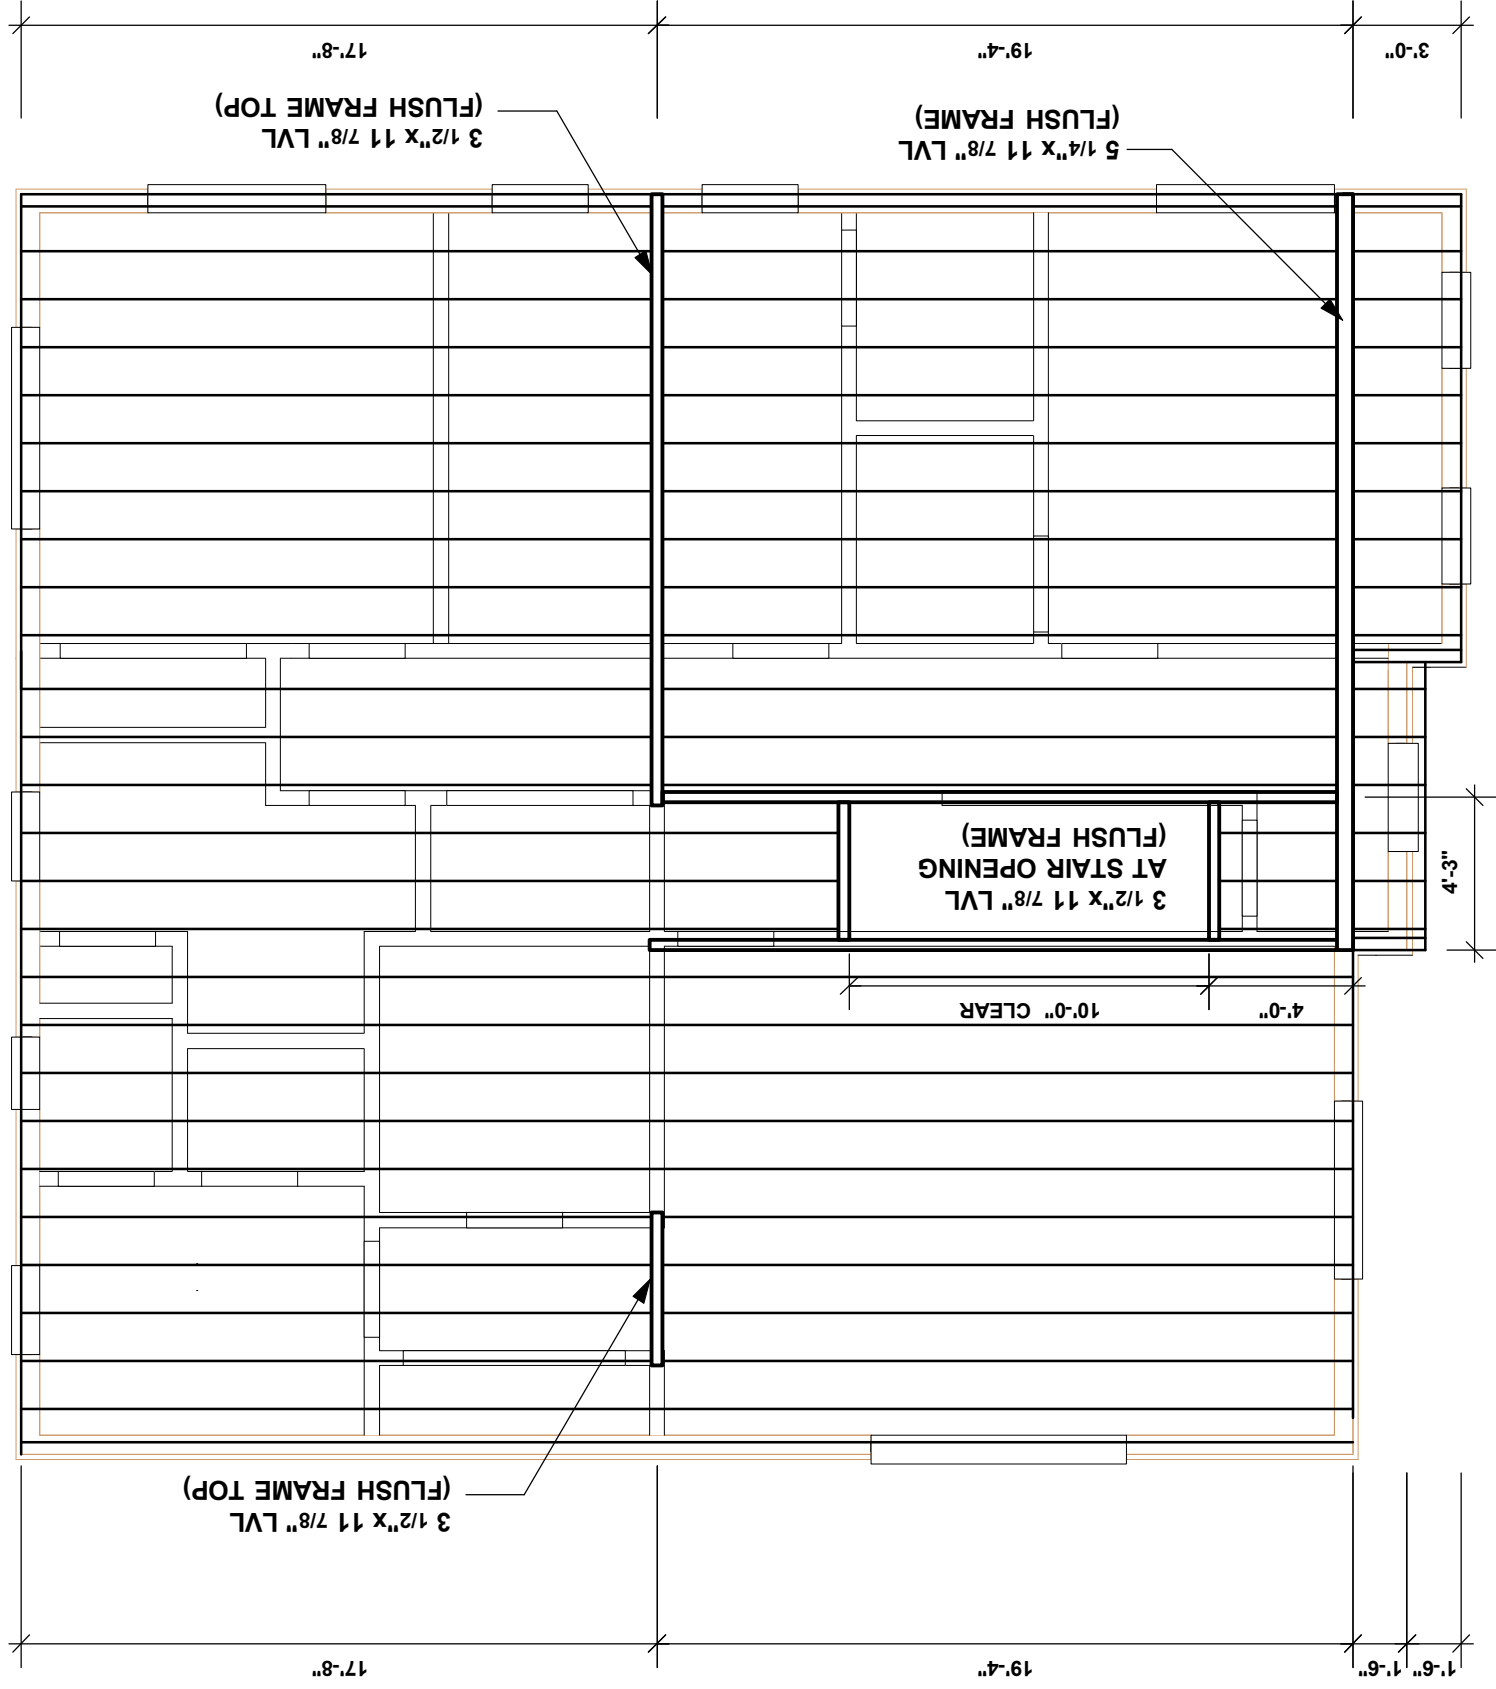 1'-6" 1'-6" 19'-4" 17'-8"
3 1/2"x 11 7/8" LVL
(FLUSH FRAME TOP)
4'-0" 10'-0" CLEAR
4'-3"
3 1/2"x 11 7/8" LVL
AT STAIR OPENING
(FLUSH FRAME)
5 1/4"x 11 7/8" LVL
(FLUSH FRAME)
3 1/2"x 11 7/8" LVL
(FLUSH FRAME TOP)
3'-0" 19'-4" 17'-8"